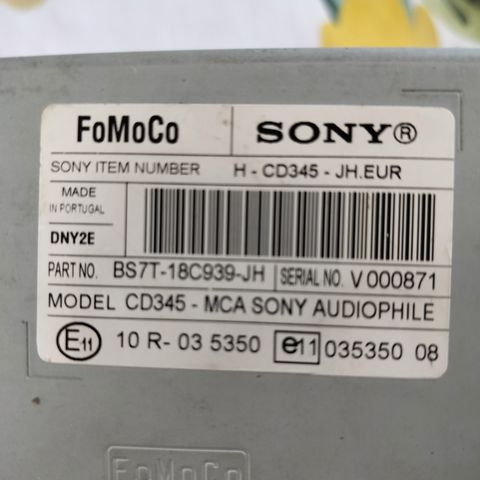 FoMoCo SONY®
SONY ITEM NUMBER H - CD345 - JH.EUR
MADE
IN PORTUGAL
DNY2E
PART NO. BS7T-18C939-JH SERIAL NO. V 000871
MODEL CD345 - MCA SONY AUDIOPHILE
E11 10 R- 03 5350 e11 035350 08
FoMoCo